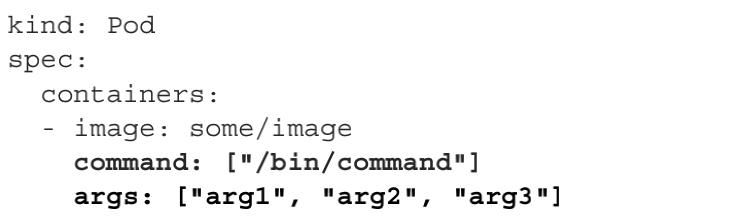 kind: Pod
spec:
  containers:
  - image: some/image
    command: ["/bin/command"]
    args: ["arg1", "arg2", "arg3"]